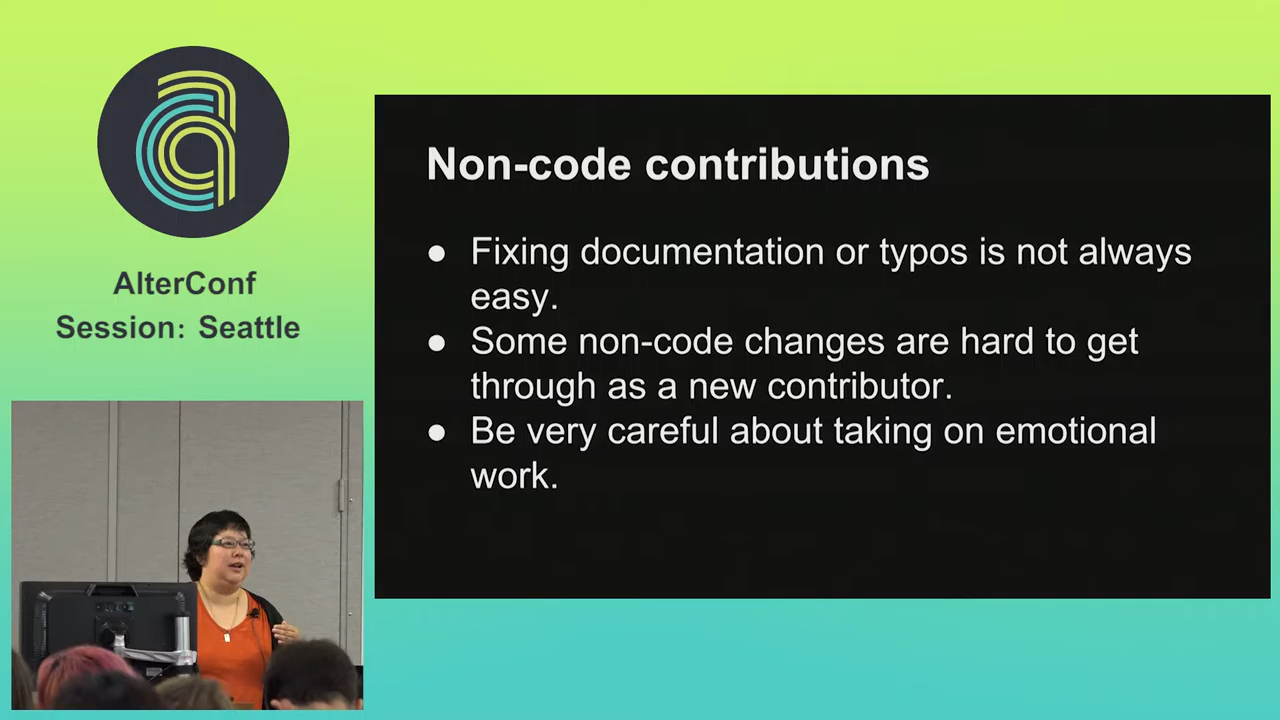 AlterConf
Session: Seattle
Non-code contributions
● Fixing documentation or typos is not always
easy.
● Some non-code changes are hard to get
through as a new contributor.
● Be very careful about taking on emotional
work.